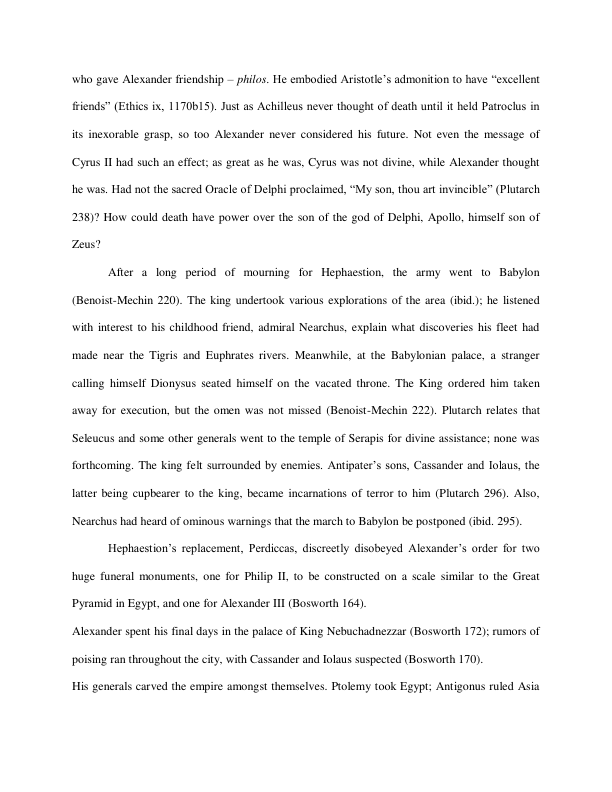 who gave Alexander friendship – philos. He embodied Aristotle’s admonition to have “excellent
friends” (Ethics ix, 1170b15). Just as Achilleus never thought of death until it held Patroclus in
its inexorable grasp, so too Alexander never considered his future. Not even the message of
Cyrus II had such an effect; as great as he was, Cyrus was not divine, while Alexander thought
he was. Had not the sacred Oracle of Delphi proclaimed, “My son, thou art invincible” (Plutarch
238)? How could death have power over the son of the god of Delphi, Apollo, himself son of
Zeus?
After a long period of mourning for Hephaestion, the army went to Babylon
(Benoist-Mechin 220). The king undertook various explorations of the area (ibid.); he listened
with interest to his childhood friend, admiral Nearchus, explain what discoveries his fleet had
made near the Tigris and Euphrates rivers. Meanwhile, at the Babylonian palace, a stranger
calling himself Dionysus seated himself on the vacated throne. The King ordered him taken
away for execution, but the omen was not missed (Benoist-Mechin 222). Plutarch relates that
Seleucus and some other generals went to the temple of Serapis for divine assistance; none was
forthcoming. The king felt surrounded by enemies. Antipater’s sons, Cassander and Iolaus, the
latter being cupbearer to the king, became incarnations of terror to him (Plutarch 296). Also,
Nearchus had heard of ominous warnings that the march to Babylon be postponed (ibid. 295).
Hephaestion’s replacement, Perdiccas, discreetly disobeyed Alexander’s order for two
huge funeral monuments, one for Philip II, to be constructed on a scale similar to the Great
Pyramid in Egypt, and one for Alexander III (Bosworth 164).
Alexander spent his final days in the palace of King Nebuchadnezzar (Bosworth 172); rumors of
poising ran throughout the city, with Cassander and Iolaus suspected (Bosworth 170).
His generals carved the empire amongst themselves. Ptolemy took Egypt; Antigonus ruled Asia